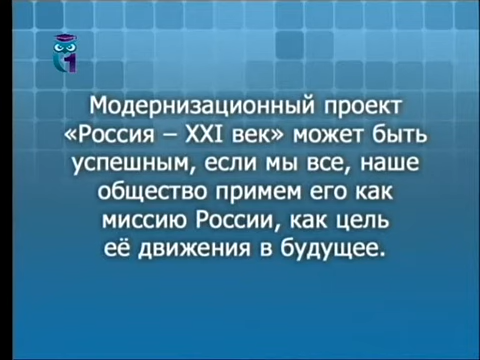 1
Модернизационный проект
«Россия – XXI век» может быть
успешным, если мы все, наше
общество примем его как
миссию России, как цель
её движения в будущее.